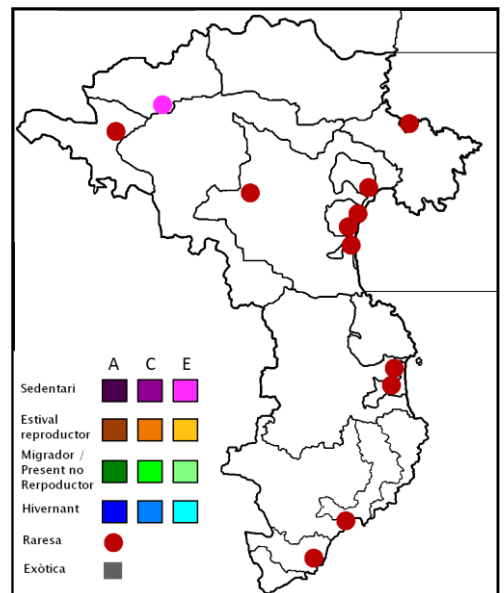 A C E
Sedentari
Estival
reproductor
Migrador /
Present no
Rerpoductor
Hivernant
Raresa
Exòtica